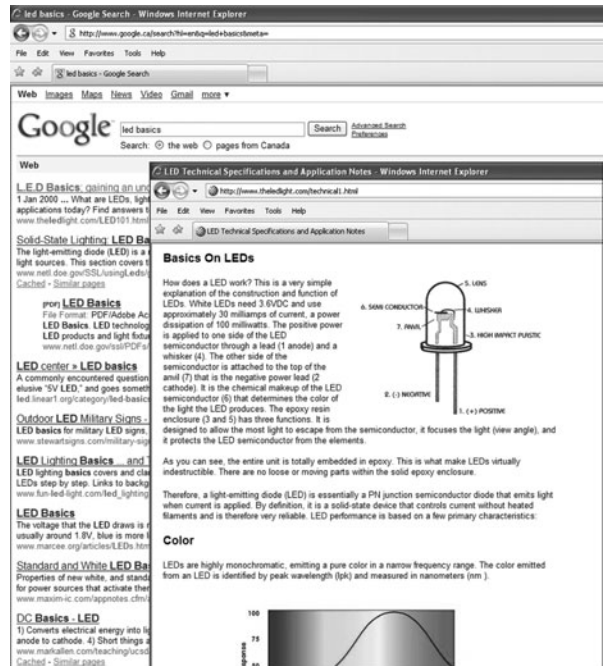 led basics - Google Search - Windows Internet Explorer
http://www.google.ca/search?hl=en&q=led+basics&meta=
File Edit View Favorites Tools Help
led basics - Google Search
Web Images Maps News Video Gmail more ▼
Google
led basics
Search
Advanced Search
Preferences
Search: the web pages from Canada
Web
L.E.D Basics: gaining an
1 Jan 2000 ... What are LEDs,
applications today? Find answers
www.theledlight.com/LED101.html
Solid-State Lighting: LED
The light-emitting diode (LED) is a
light sources. This section covers
www.netl.doe.gov/SSL/usingLeds/
Cached - Similar pages
[PDF] LED Basics
File Format: PDF/Adobe
LED Basics. LED
LED products and light
www.netl.doe.gov/ssl/PDFs/
LED center » LED basics
A commonly encountered question
elusive "5V LED," and goes
led.linear1.org/category/led-basics
Outdoor LED Military Signs -
LED basics for military LED signs,
www.stewartsigns.com/
LED Lighting Basics ... and
LED lighting basics covers and
LEDs step by step. Links to
www.fun-led-light.com/led_lighting
LED Basics
The voltage that the LED draws is
usually around 1.8V, blue is more
www.marcee.org/articles/LEDs.htm
Standard and White LED
Properties of new white, and
for power sources that activate
www.maxim-ic.com/appnotes.cfm/
DC Basics - LED
1) Converts electrical energy into
anode to cathode. 4) Short things
www.markallen.com/teaching/ucsd
Cached - Similar pages
LED Technical Specifications and Application Notes - Windows Internet Explorer
http://www.theledlight.com/technical1.html
File Edit View Favorites Tools Help
LED Technical Specifications and Application Notes
Basics On LEDs
How does a LED work? This is a very simple
explanation of the construction and function of
LEDs. White LEDs need 3.6VDC and use
approximately 30 milliamps of current, a power
dissipation of 100 milliwatts. The positive power
is applied to one side of the LED
semiconductor through a lead (1 anode) and a
whisker (4). The other side of the
semiconductor is attached to the top of the
anvil (7) that is the negative power lead (2
cathode). It is the chemical makeup of the LED
semiconductor (6) that determines the color of
the light the LED produces. The epoxy resin
enclosure (3 and 5) has three functions. It is
designed to allow the most light to escape from the semiconductor, it focuses the light (view angle), and
it protects the LED semiconductor from the elements.
5. LENS
6. SEMI CONDUCTOR
4. WHISKER
7. ANVIL
3. HIGH IMPACT PLASTIC
2. (-) NEGATIVE
1. (+) POSITIVE
As you can see, the entire unit is totally embedded in epoxy. This is what make LEDs virtually
indestructible. There are no loose or moving parts within the solid epoxy enclosure.
Therefore, a light-emitting diode (LED) is essentially a PN junction semiconductor diode that emits light
when current is applied. By definition, it is a solid-state device that controls current without heated
filaments and is therefore very reliable. LED performance is based on a few primary characteristics:
Color
LEDs are highly monochromatic, emitting a pure color in a narrow frequency range. The color emitted
from an LED is identified by peak wavelength (lpk) and measured in nanometers (nm ).
100
75
50